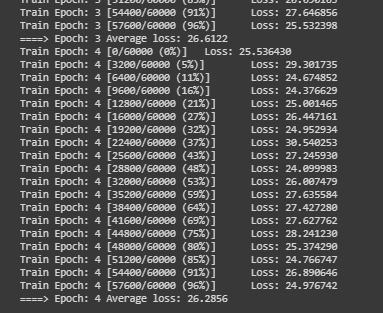 Train Epoch: 3 [54400/60000 (91%)] Loss: 27.646856
Train Epoch: 3 [57600/60000 (96%)] Loss: 25.532398
====> Epoch: 3 Average loss: 26.6122
Train Epoch: 4 [0/60000 (0%)] Loss: 25.536430
Train Epoch: 4 [3200/60000 (5%)] Loss: 29.301735
Train Epoch: 4 [6400/60000 (11%)] Loss: 24.674852
Train Epoch: 4 [9600/60000 (16%)] Loss: 24.376629
Train Epoch: 4 [12800/60000 (21%)] Loss: 25.001465
Train Epoch: 4 [16000/60000 (27%)] Loss: 26.447161
Train Epoch: 4 [19200/60000 (32%)] Loss: 24.952934
Train Epoch: 4 [22400/60000 (37%)] Loss: 30.540253
Train Epoch: 4 [25600/60000 (43%)] Loss: 27.245930
Train Epoch: 4 [28800/60000 (48%)] Loss: 24.099983
Train Epoch: 4 [32000/60000 (53%)] Loss: 26.007479
Train Epoch: 4 [35200/60000 (59%)] Loss: 27.635584
Train Epoch: 4 [38400/60000 (64%)] Loss: 27.427280
Train Epoch: 4 [41600/60000 (69%)] Loss: 27.627762
Train Epoch: 4 [44800/60000 (75%)] Loss: 28.241230
Train Epoch: 4 [48000/60000 (80%)] Loss: 25.374290
Train Epoch: 4 [51200/60000 (85%)] Loss: 24.766747
Train Epoch: 4 [54400/60000 (91%)] Loss: 26.890646
Train Epoch: 4 [57600/60000 (96%)] Loss: 24.976742
====> Epoch: 4 Average loss: 26.2856